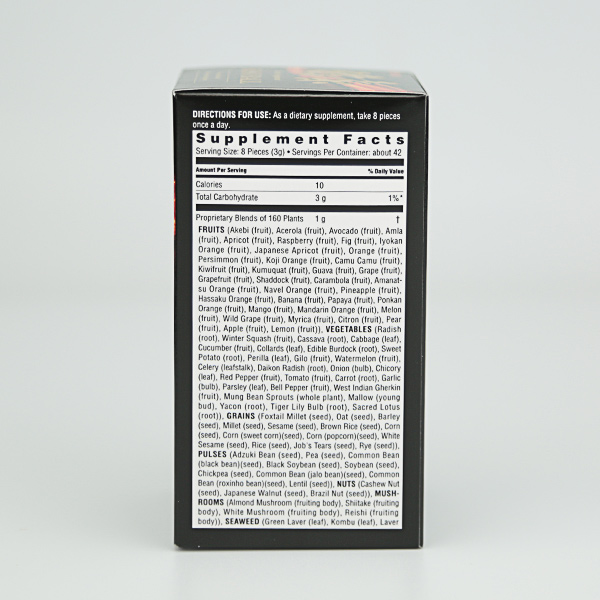 DIRECTIONS FOR USE: As a dietary supplement, take 8 pieces
once a day.
Supplement Facts
Serving Size: 8 Pieces (3g) • Servings Per Container: about 42
Amount Per Serving % Daily Value
Calories 10
Total Carbohydrate 3 g 1%*
Proprietary Blends of 160 Plants 1 g †
FRUITS (Akebi (fruit), Acerola (fruit), Avocado (fruit), Amla
(fruit), Apricot (fruit), Raspberry (fruit), Fig (fruit), Iyokan
Orange (fruit), Japanese Apricot (fruit), Orange (fruit),
Persimmon (fruit), Koji Orange (fruit), Camu Camu (fruit),
Kiwifruit (fruit), Kumuquat (fruit), Guava (fruit), Grape (fruit),
Grapefruit (fruit), Shaddock (fruit), Carambola (fruit), Amanat-
su Orange (fruit), Navel Orange (fruit), Pineapple (fruit),
Hassaku Orange (fruit), Banana (fruit), Papaya (fruit), Ponkan
Orange (fruit), Mango (fruit), Mandarin Orange (fruit), Melon
(fruit), Wild Grape (fruit), Myrica (fruit), Citron (fruit), Pear
(fruit), Apple (fruit), Lemon (fruit)), VEGETABLES (Radish
(root), Winter Squash (fruit), Cassava (root), Cabbage (leaf),
Cucumber (fruit), Collards (leaf), Edible Burdock (root), Sweet
Potato (root), Perilla (leaf), Gilo (fruit), Watermelon (fruit),
Celery (leafstalk), Daikon Radish (root), Onion (bulb), Chicory
(leaf), Red Pepper (fruit), Tomato (fruit), Carrot (root), Garlic
(bulb), Parsley (leaf), Bell Pepper (fruit), West Indian Gherkin
(fruit), Mung Bean Sprouts (whole plant), Mallow (young
bud), Yacon (root), Tiger Lily Bulb (root), Sacred Lotus
(root)), GRAINS (Foxtail Millet (seed), Oat (seed), Barley
(seed), Millet (seed), Sesame (seed), Brown Rice (seed), Corn
(seed), Corn (sweet corn)(seed), Corn (popcorn)(seed), White
Sesame (seed), Rice (seed), Job's Tears (seed), Rye (seed)),
PULSES (Adzuki Bean (seed), Pea (seed), Common Bean
(black bean)(seed), Black Soybean (seed), Soybean (seed),
Chickpea (seed), Common Bean (jalo bean)(seed), Common
Bean (roxinho bean)(seed), Lentil (seed)), NUTS (Cashew Nut
(seed), Japanese Walnut (seed), Brazil Nut (seed)), MUSH-
ROOMS (Almond Mushroom (fruiting body), Shiitake (fruiting
body), White Mushroom (fruiting body), Reishi (fruiting
body)), SEAWEED (Green Laver (leaf), Kombu (leaf), Laver